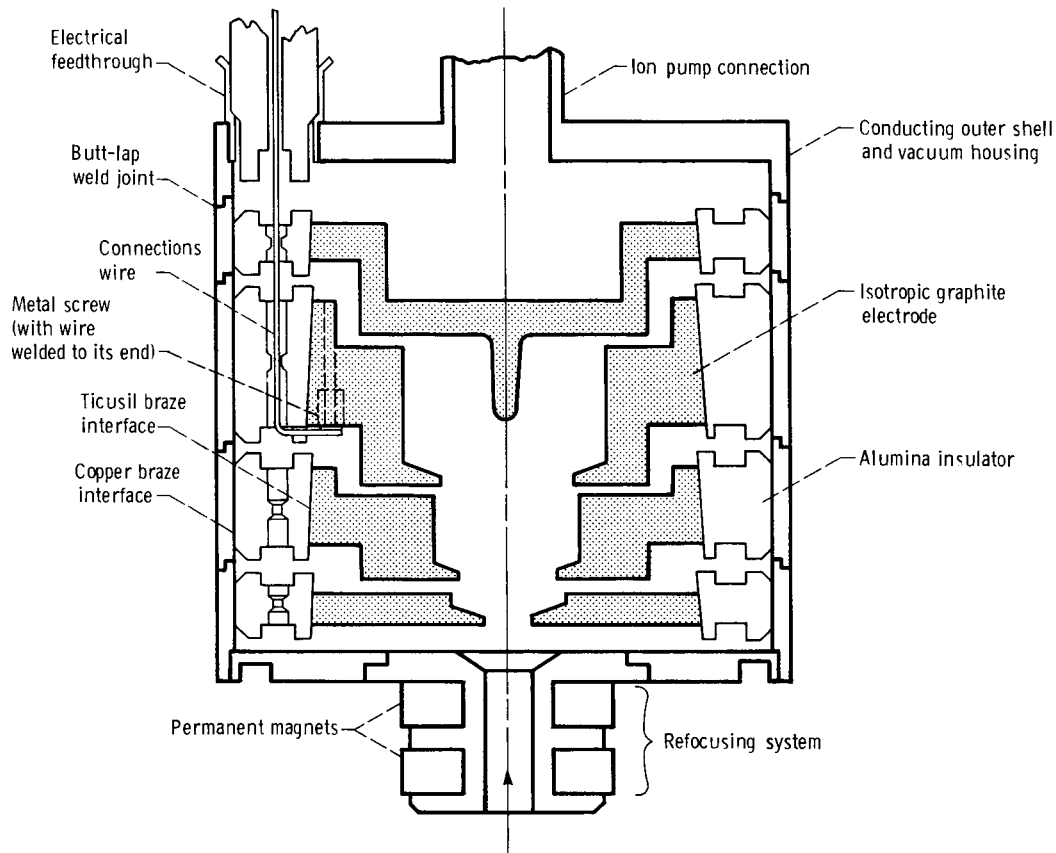 Electrical
feedthrough
Ion pump connection
Conducting outer shell
and vacuum housing
Butt-lap
weld joint
Connections
wire
Isotropic graphite
electrode
Metal screw
(with wire
welded to its end)
Ticusil braze
interface
Copper braze
interface
Alumina insulator
Permanent magnets
Refocusing system